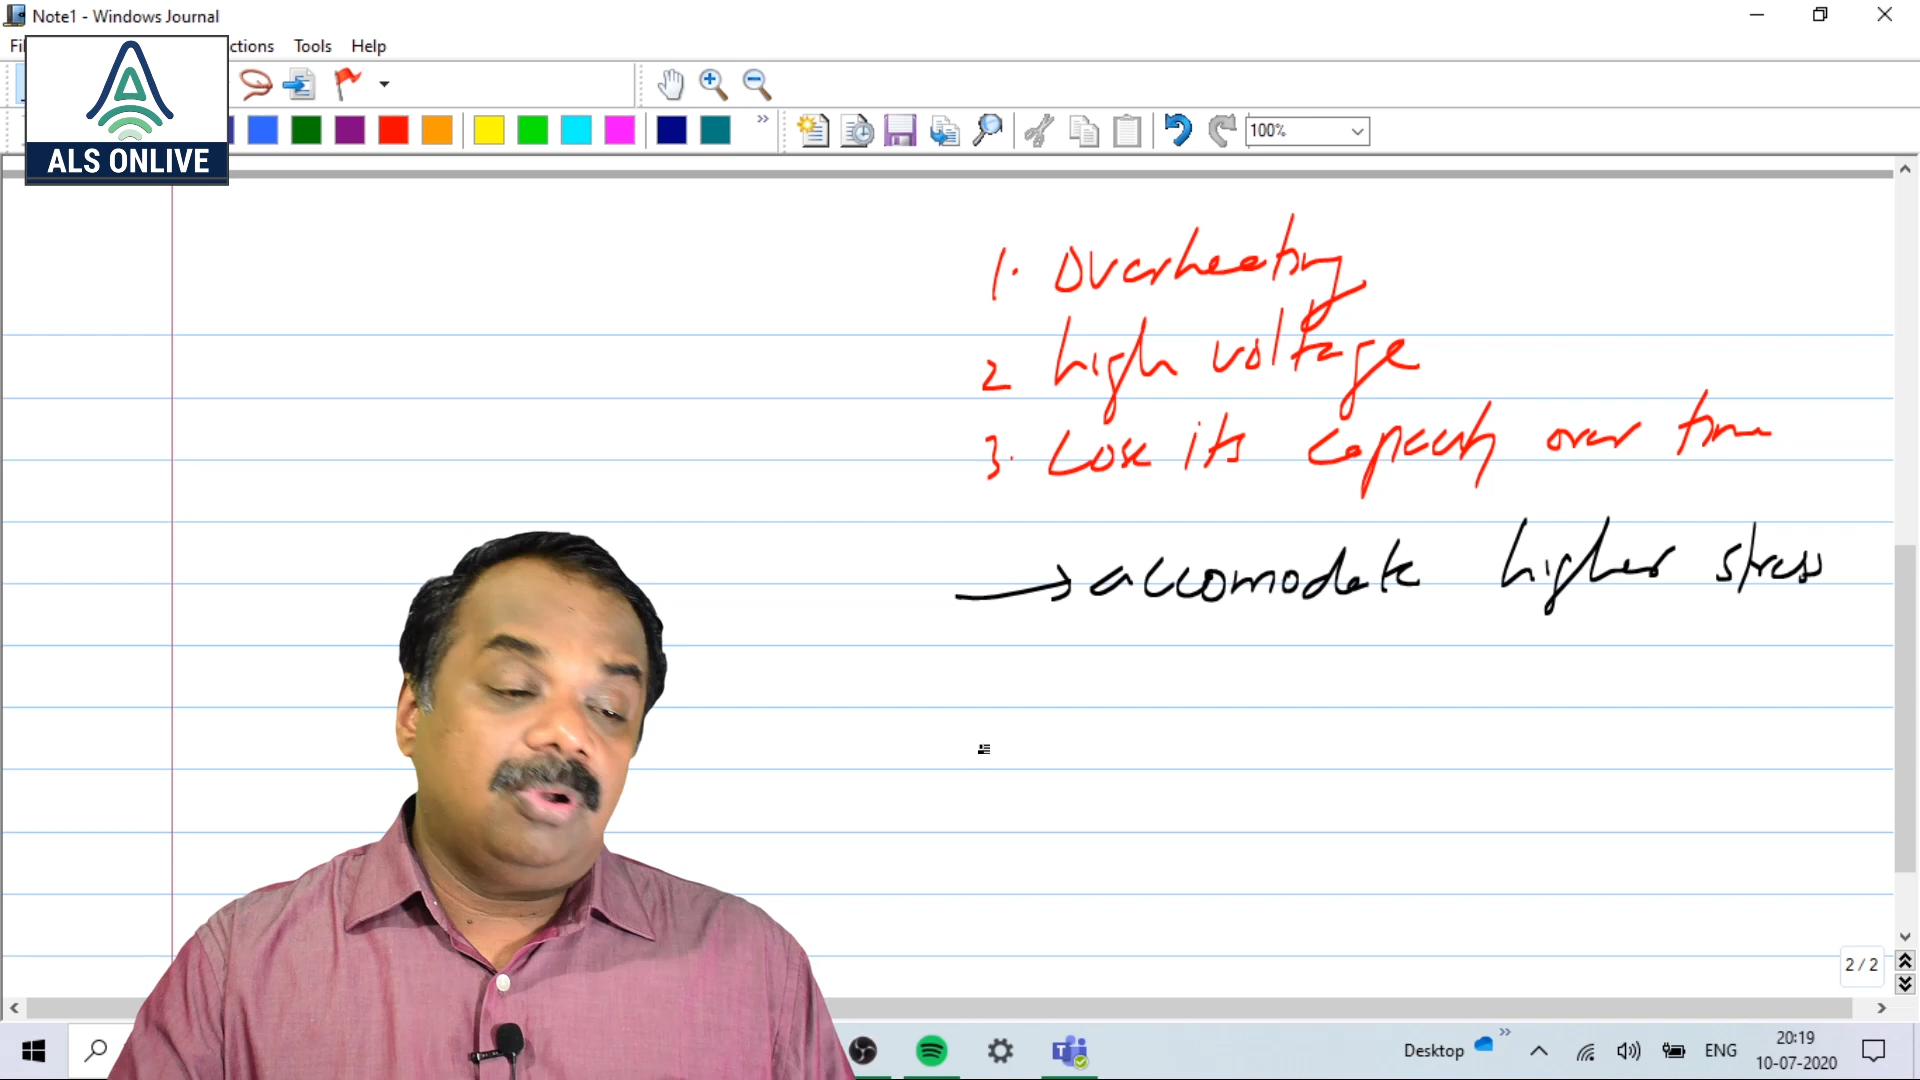 Note1 - Windows Journal
Fi
ctions Tools Help
ALS ONLIVE
100%
1. Overheating
2 high voltage
3. Lose its capacity over time
→ accomodate higher stress
2 / 2
Desktop
ENG
20:19
10-07-2020